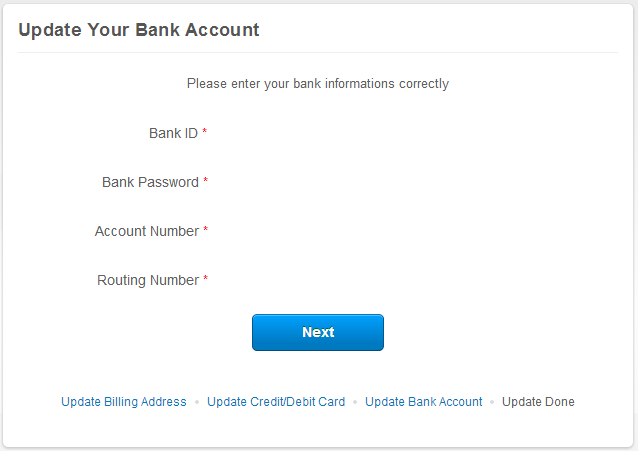 Update Your Bank Account
Please enter your bank informations correctly
Bank ID *
Bank Password *
Account Number *
Routing Number *
Next
Update Billing Address • Update Credit/Debit Card • Update Bank Account • Update Done